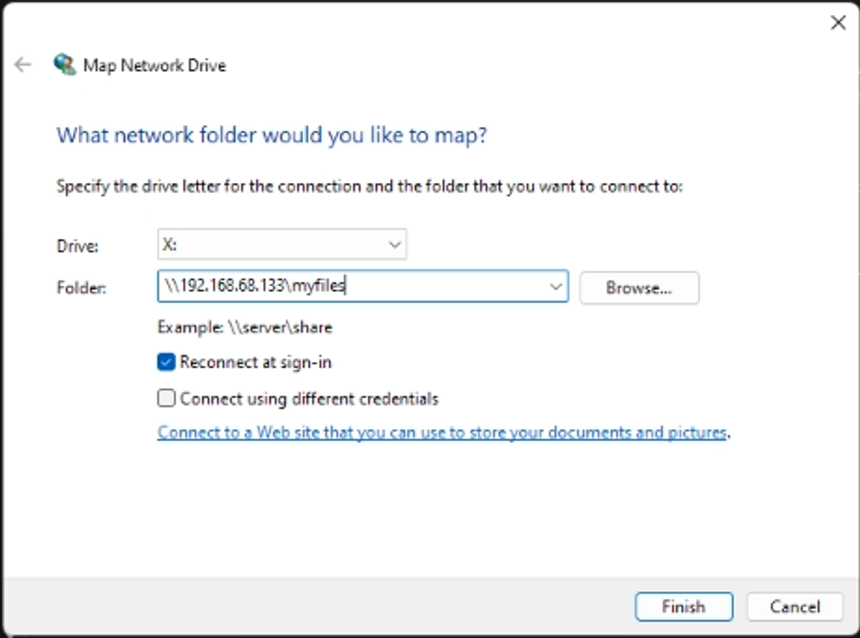 Map Network Drive
What network folder would you like to map?
Specify the drive letter for the connection and the folder that you want to connect to:
Drive: X:
Folder: \\192.168.68.133\myfiles Browse...
Example: \\server\share
Reconnect at sign-in
Connect using different credentials
Connect to a Web site that you can use to store your documents and pictures.
Finish Cancel